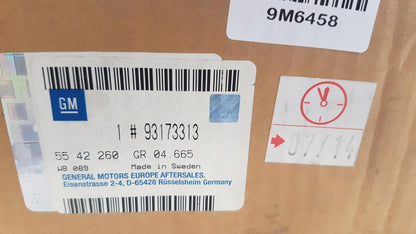 9M6458
GM
1 # 93173313
55 42 260 GR.04.665
WB 089 Made in Sweden
GENERAL MOTORS EUROPE AFTERSALES.
Eisenstrasse 2-4, D-65428 Rüsselsheim Germany
07/14